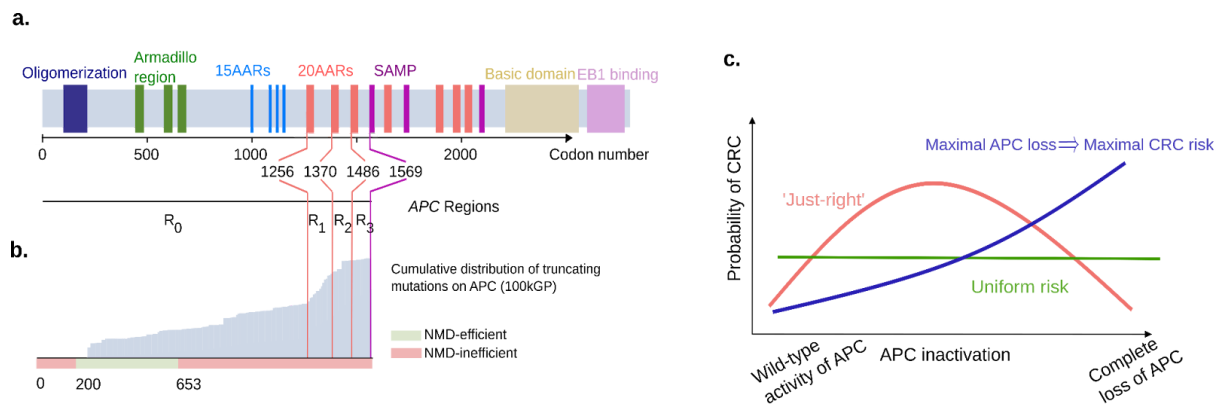 a.
Oligomerization
Armadillo
region
15AARs
20AARs
SAMP
Basic domain
EB1 binding
0
500
1000
2000
Codon number
1256
1370
1486
1569
APC Regions
R0
R1
R2
R3
b.
Cumulative distribution of truncating
mutations on APC (100kGP)
NMD-efficient
NMD-inefficient
0
200
653
c.
Probability of CRC
Maximal APC loss ⇒ Maximal CRC risk
'Just-right'
Uniform risk
Wild-type
activity of APC
APC inactivation
Complete
loss of APC